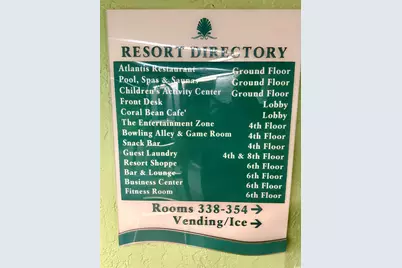 RESORT DIRECTORY
Atlantis Restaurant Ground Floor
Pool, Spas & Saunas Ground Floor
Children's Activity Center Ground Floor
Front Desk Lobby
Coral Bean Cafe' Lobby
The Entertainment Zone 4th Floor
Bowling Alley & Game Room 4th Floor
Snack Bar 4th Floor
Guest Laundry 4th & 8th Floor
Resort Shoppe 6th Floor
Bar & Lounge 6th Floor
Business Center 6th Floor
Fitness Room 6th Floor
Rooms 338-354→
Vending/Ice→